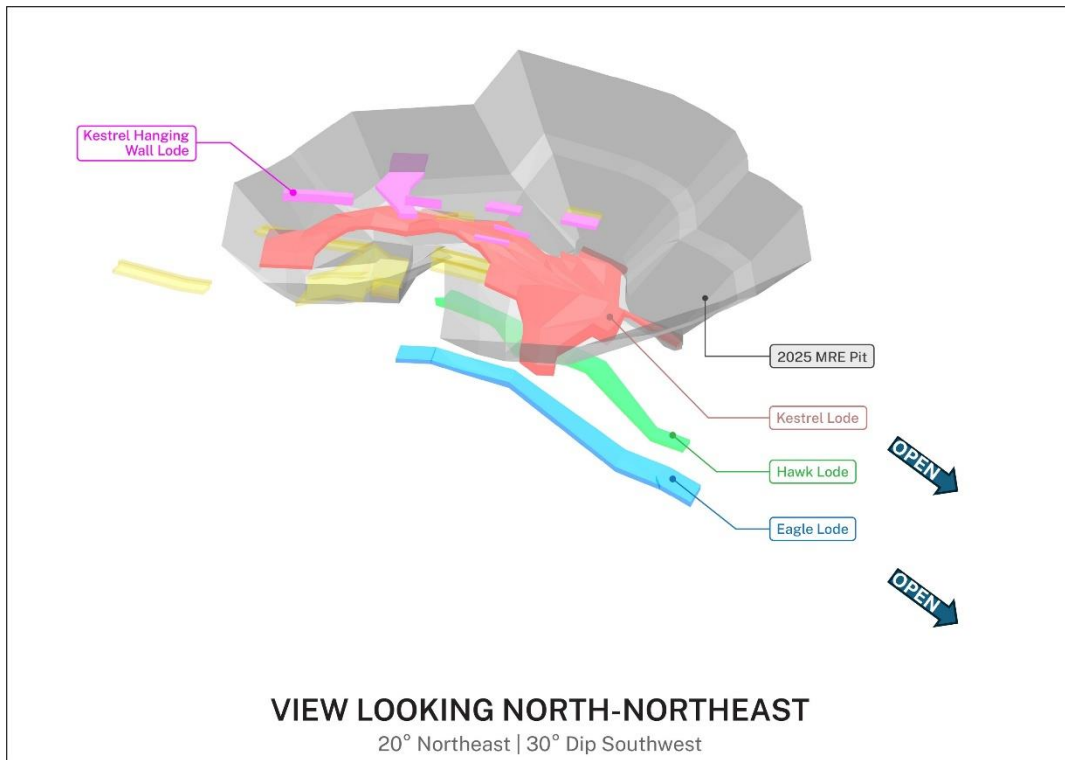 Kestrel Hanging
Wall Lode
2025 MRE Pit
Kestrel Lode
OPEN
Hawk Lode
Eagle Lode
OPEN
VIEW LOOKING NORTH-NORTHEAST
20° Northeast | 30° Dip Southwest